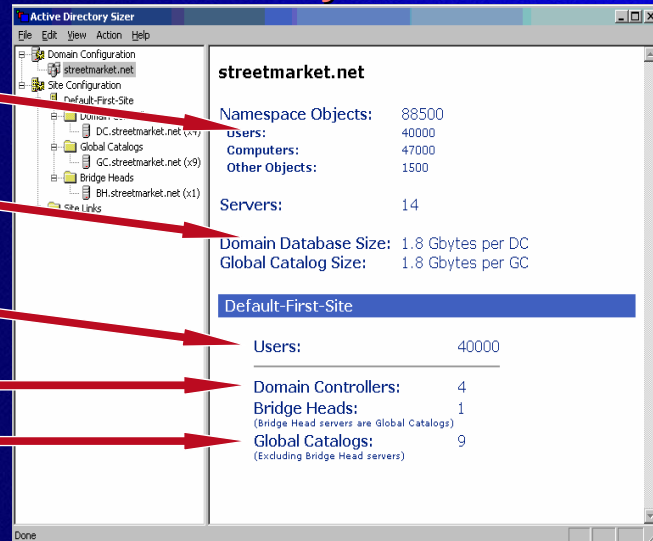 Active Directory Sizer
File Edit View Action Help
Domain Configuration
streetmarket.net
Site Configuration
Default-First-Site
DC.streetmarket.net (x4)
Global Catalogs
GC.streetmarket.net (x9)
Bridge Heads
BH.streetmarket.net (x1)
Site Links
streetmarket.net
Namespace Objects: 88500
Users: 40000
Computers: 47000
Other Objects: 1500
Servers: 14
Domain Database Size: 1.8 Gbytes per DC
Global Catalog Size: 1.8 Gbytes per GC
Default-First-Site
Users: 40000
Domain Controllers: 4
Bridge Heads: 1
(Bridge Head servers are Global Catalogs)
Global Catalogs: 9
(Excluding Bridge Head servers)
Done